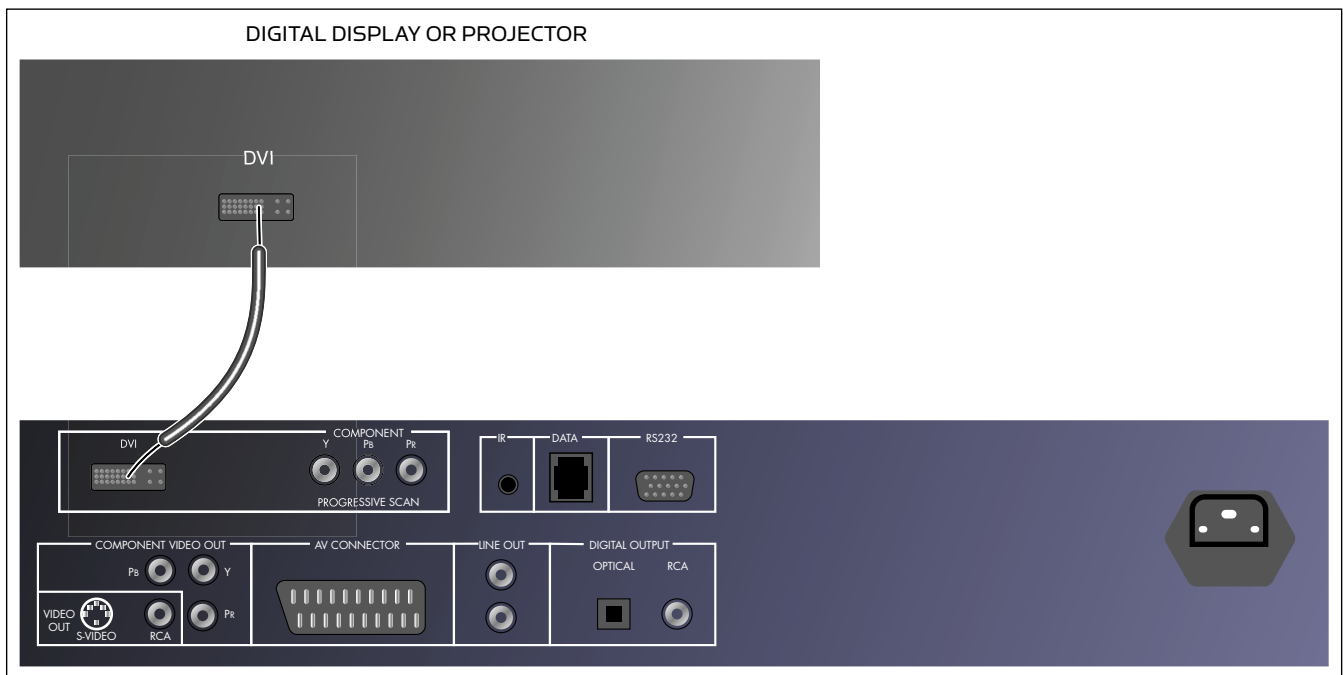 DIGITAL DISPLAY OR PROJECTOR
DVI
DVI
COMPONENT
Y PB PR
PROGRESSIVE SCAN
IR
DATA
RS232
COMPONENT VIDEO OUT
PB Y
PR
VIDEO
OUT
S-VIDEO
RCA
AV CONNECTOR
LINE OUT
DIGITAL OUTPUT
OPTICAL RCA